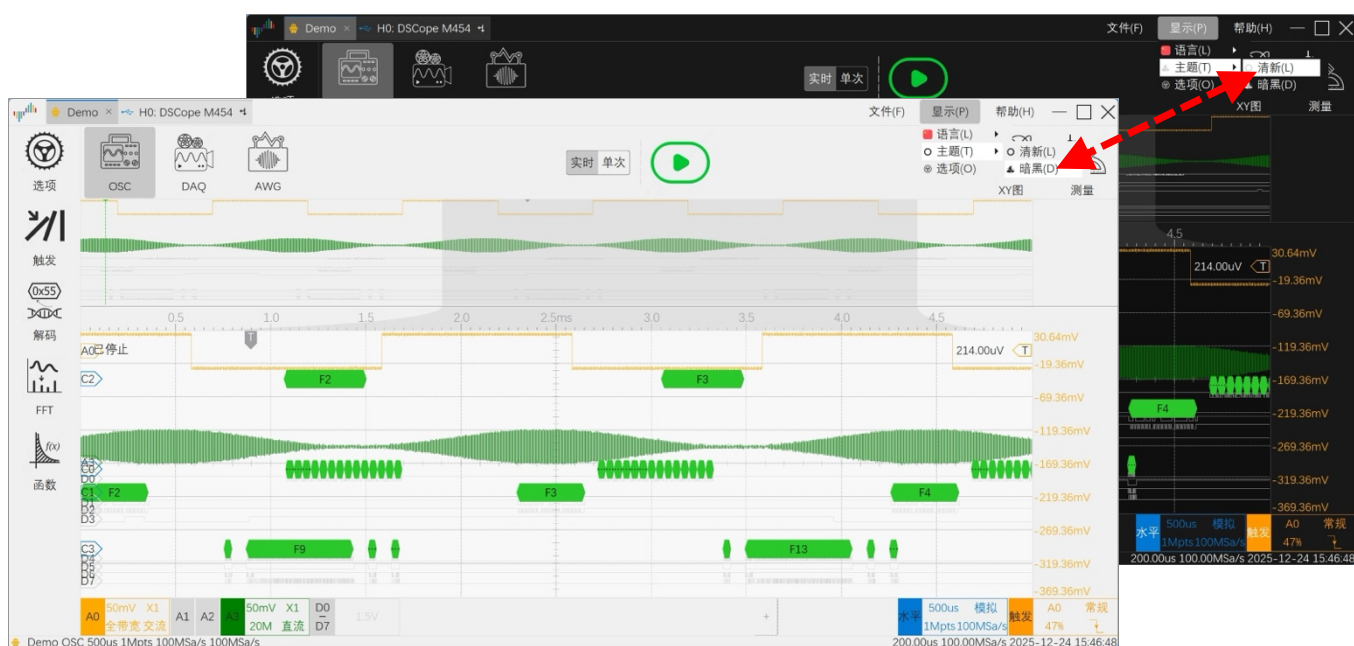 Demo × H0: DSCope M454
文件(F) 显示(P) 帮助(H)
语言(L)
主题(T) 清新(L)
选项(O) 暗黑(D)
实时 单次
XY图 测量
4.5
30.64mV
214.00uV T
-19.36mV
-69.36mV
-119.36mV
-169.36mV
F4
-219.36mV
-269.36mV
-319.36mV
-369.36mV
水平 500us 模拟 触发 A0 常规
1Mpts 100MSa/s 47%
200.00us 100.00MSa/s 2025-12-24 15:46:48
Demo × H0: DSCope M454
文件(F) 显示(P) 帮助(H)
语言(L)
主题(T) 清新(L)
选项(O) 暗黑(D)
实时 单次
选项 OSC DAQ AWG XY图 测量
触发
0x55
解码
FFT
f(x)
函数
0.5 1.0 1.5 2.0 2.5ms 3.0 3.5 4.0 4.5
T
30.64mV
A0 已停止 214.00uV T
-19.36mV
C2 F2 F3
-69.36mV
-119.36mV
C0 -169.36mV
D0
C1 F2 F3 F4 -219.36mV
D1
D2
D3
-269.36mV
C3 F9 F13
D4
D5 -319.36mV
D6
D7
-369.36mV
A0 50mV X1 A1 A2 A3 50mV X1 D0 1.5V + 水平 500us 模拟 触发 A0 常规
全带宽 交流 20M 直流 D7 1Mpts 100MSa/s 47%
Demo OSC 500us 1Mpts 100MSa/s 100MSa/s 200.00us 100.00MSa/s 2025-12-24 15:46:48